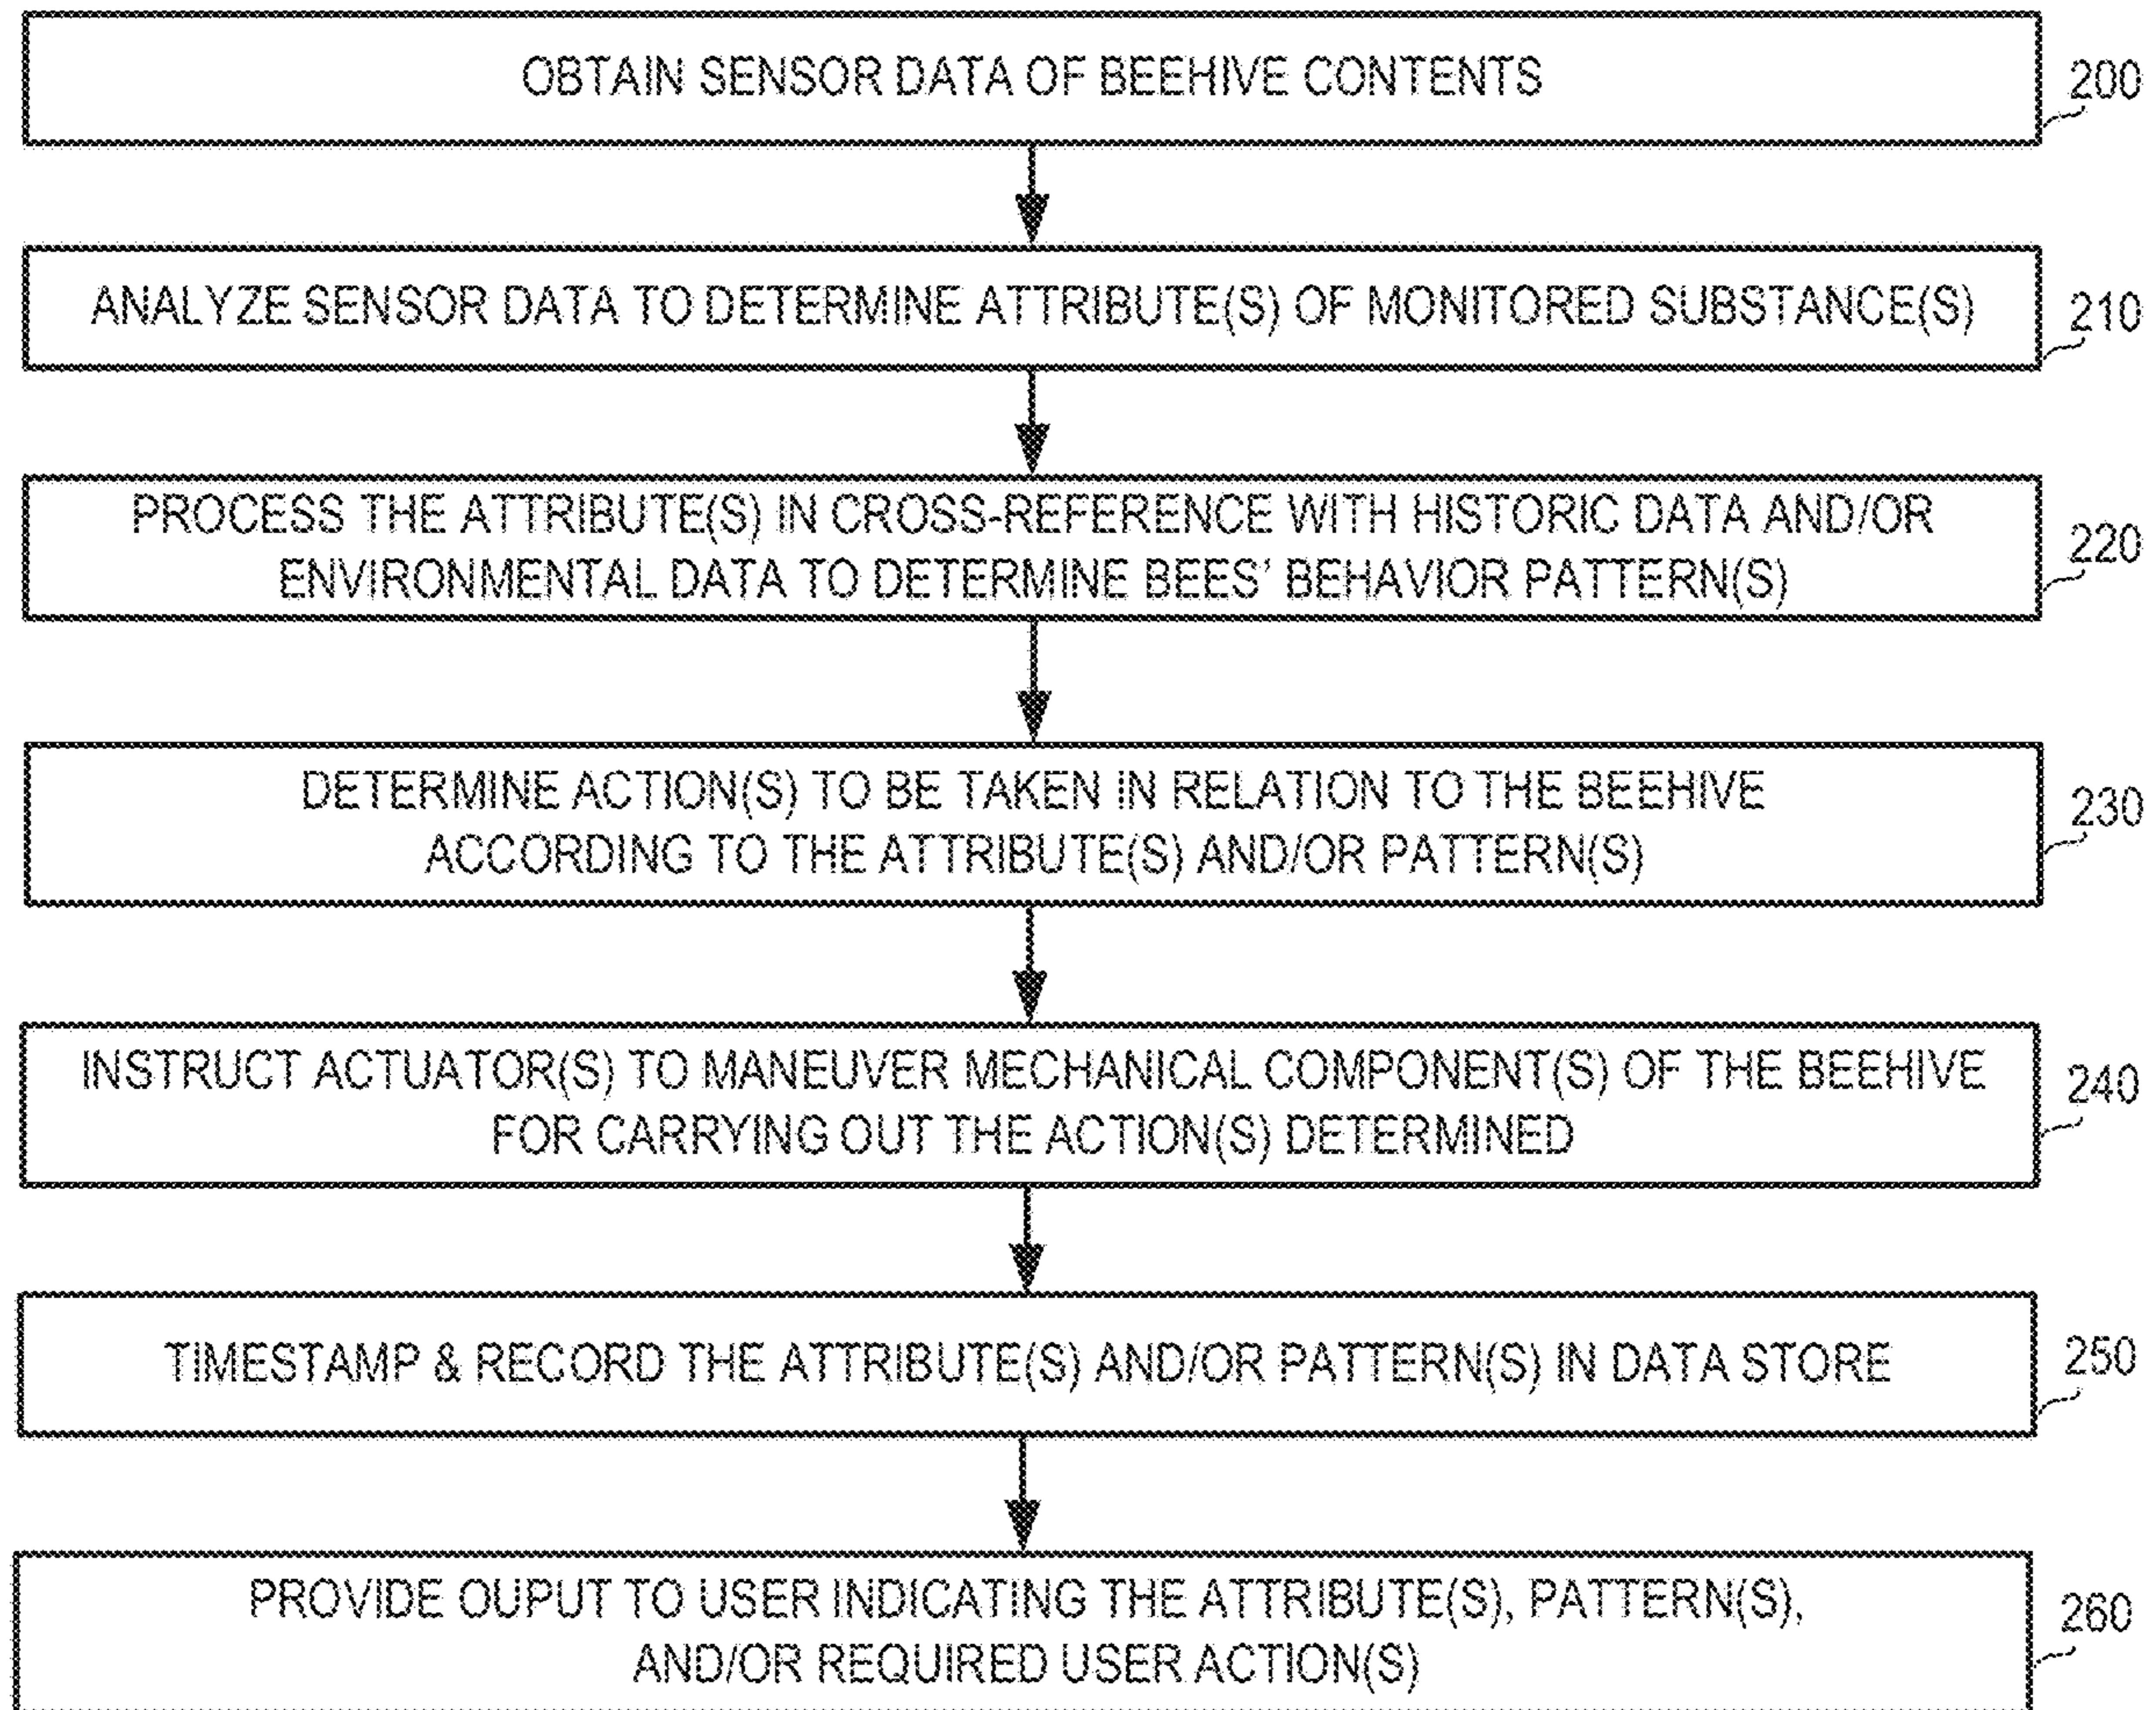 OBTAIN SENSOR DATA OF BEEHIVE CONTENTS
200
ANALYZE SENSOR DATA TO DETERMINE ATTRIBUTE(S) OF MONITORED SUBSTANCE(S)
210
PROCESS THE ATTRIBUTE(S) IN CROSS-REFERENCE WITH HISTORIC DATA AND/OR
ENVIRONMENTAL DATA TO DETERMINE BEES' BEHAVIOR PATTERN(S)
220
DETERMINE ACTION(S) TO BE TAKEN IN RELATION TO THE BEEHIVE
ACCORDING TO THE ATTRIBUTE(S) AND/OR PATTERN(S)
230
INSTRUCT ACTUATOR(S) TO MANEUVER MECHANICAL COMPONENT(S) OF THE BEEHIVE
FOR CARRYING OUT THE ACTION(S) DETERMINED
240
TIMESTAMP & RECORD THE ATTRIBUTE(S) AND/OR PATTERN(S) IN DATA STORE
250
PROVIDE OUPUT TO USER INDICATING THE ATTRIBUTE(S), PATTERN(S),
AND/OR REQUIRED USER ACTION(S)
260